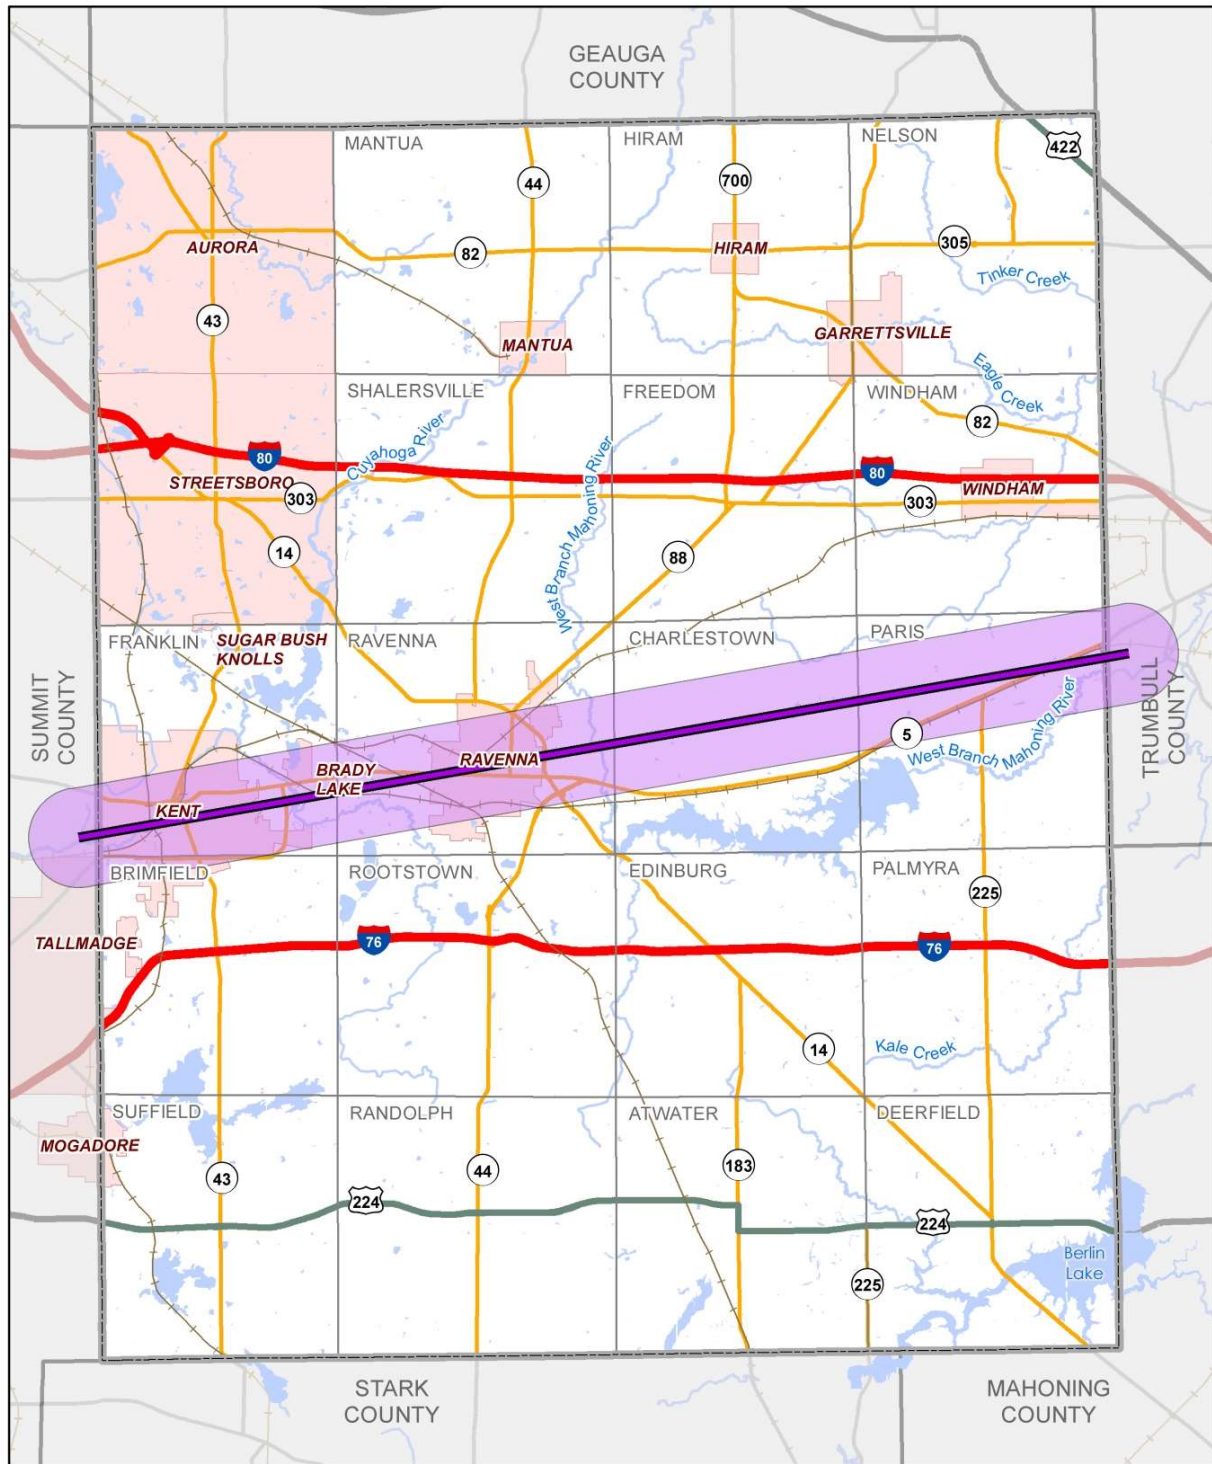 GEAUGA
COUNTY
MANTUA
HIRAM
NELSON
422
44
700
AURORA
82
HIRAM
305
Tinker Creek
43
MANTUA
GARRETTSVILLE
Eagle Creek
SHALERSVILLE
FREEDOM
WINDHAM
82
80
Cuyahoga River
80
STREETSBORO
303
303
WINDHAM
14
88
West Branch Mahoning River
FRANKLIN
SUGAR BUSH
KNOLLS
RAVENNA
CHARLESTOWN
PARIS
SUMMIT
COUNTY
TRUMBULL
COUNTY
5
West Branch Mahoning River
RAVENNA
BRADY
LAKE
KENT
BRIMFIELD
ROOTSTOWN
EDINBURG
PALMYRA
225
TALLMADGE
76
76
14
Kale Creek
SUFFIELD
RANDOLPH
ATWATER
DEERFIELD
MOGADORE
43
44
183
224
224
Berlin
Lake
225
STARK
COUNTY
MAHONING
COUNTY